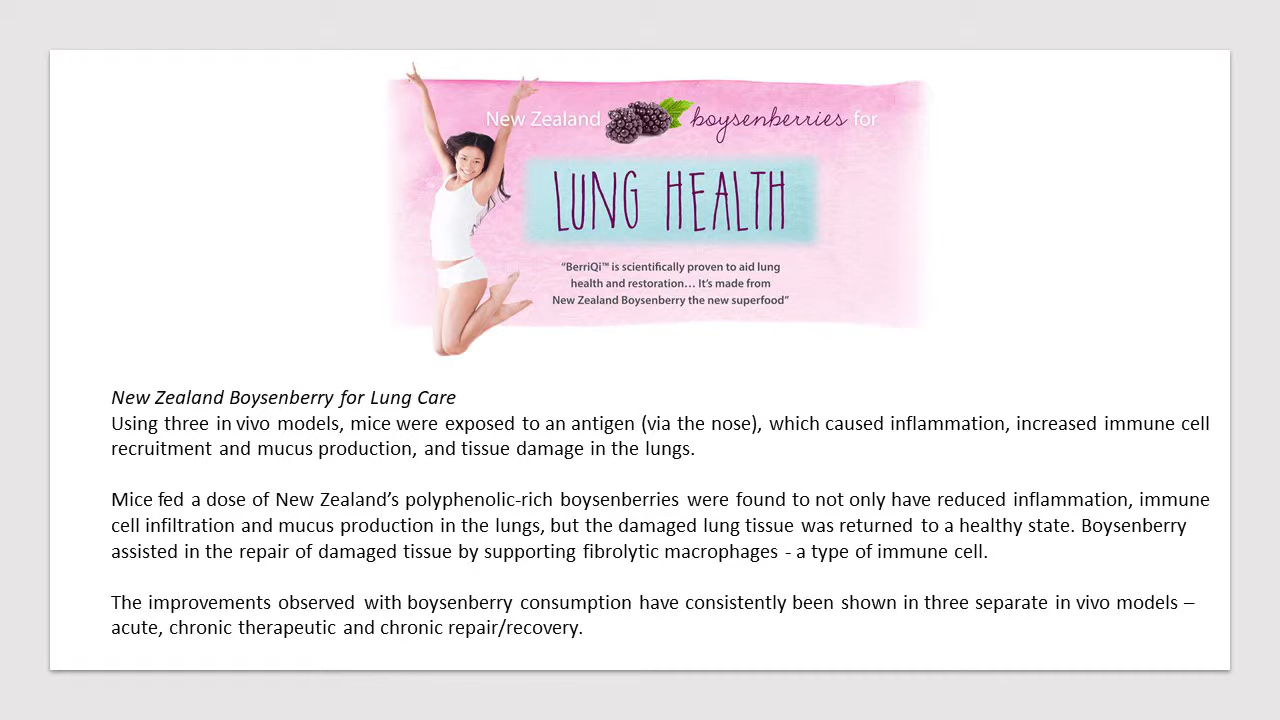 New Zealand boysenberries for
LUNG HEALTH
“BerriQi™ is scientifically proven to aid lung
health and restoration... It’s made from
New Zealand Boysenberry the new superfood”
New Zealand Boysenberry for Lung Care
Using three in vivo models, mice were exposed to an antigen (via the nose), which caused inflammation, increased immune cell
recruitment and mucus production, and tissue damage in the lungs.
Mice fed a dose of New Zealand’s polyphenolic-rich boysenberries were found to not only have reduced inflammation, immune
cell infiltration and mucus production in the lungs, but the damaged lung tissue was returned to a healthy state. Boysenberry
assisted in the repair of damaged tissue by supporting fibrolytic macrophages - a type of immune cell.
The improvements observed with boysenberry consumption have consistently been shown in three separate in vivo models –
acute, chronic therapeutic and chronic repair/recovery.